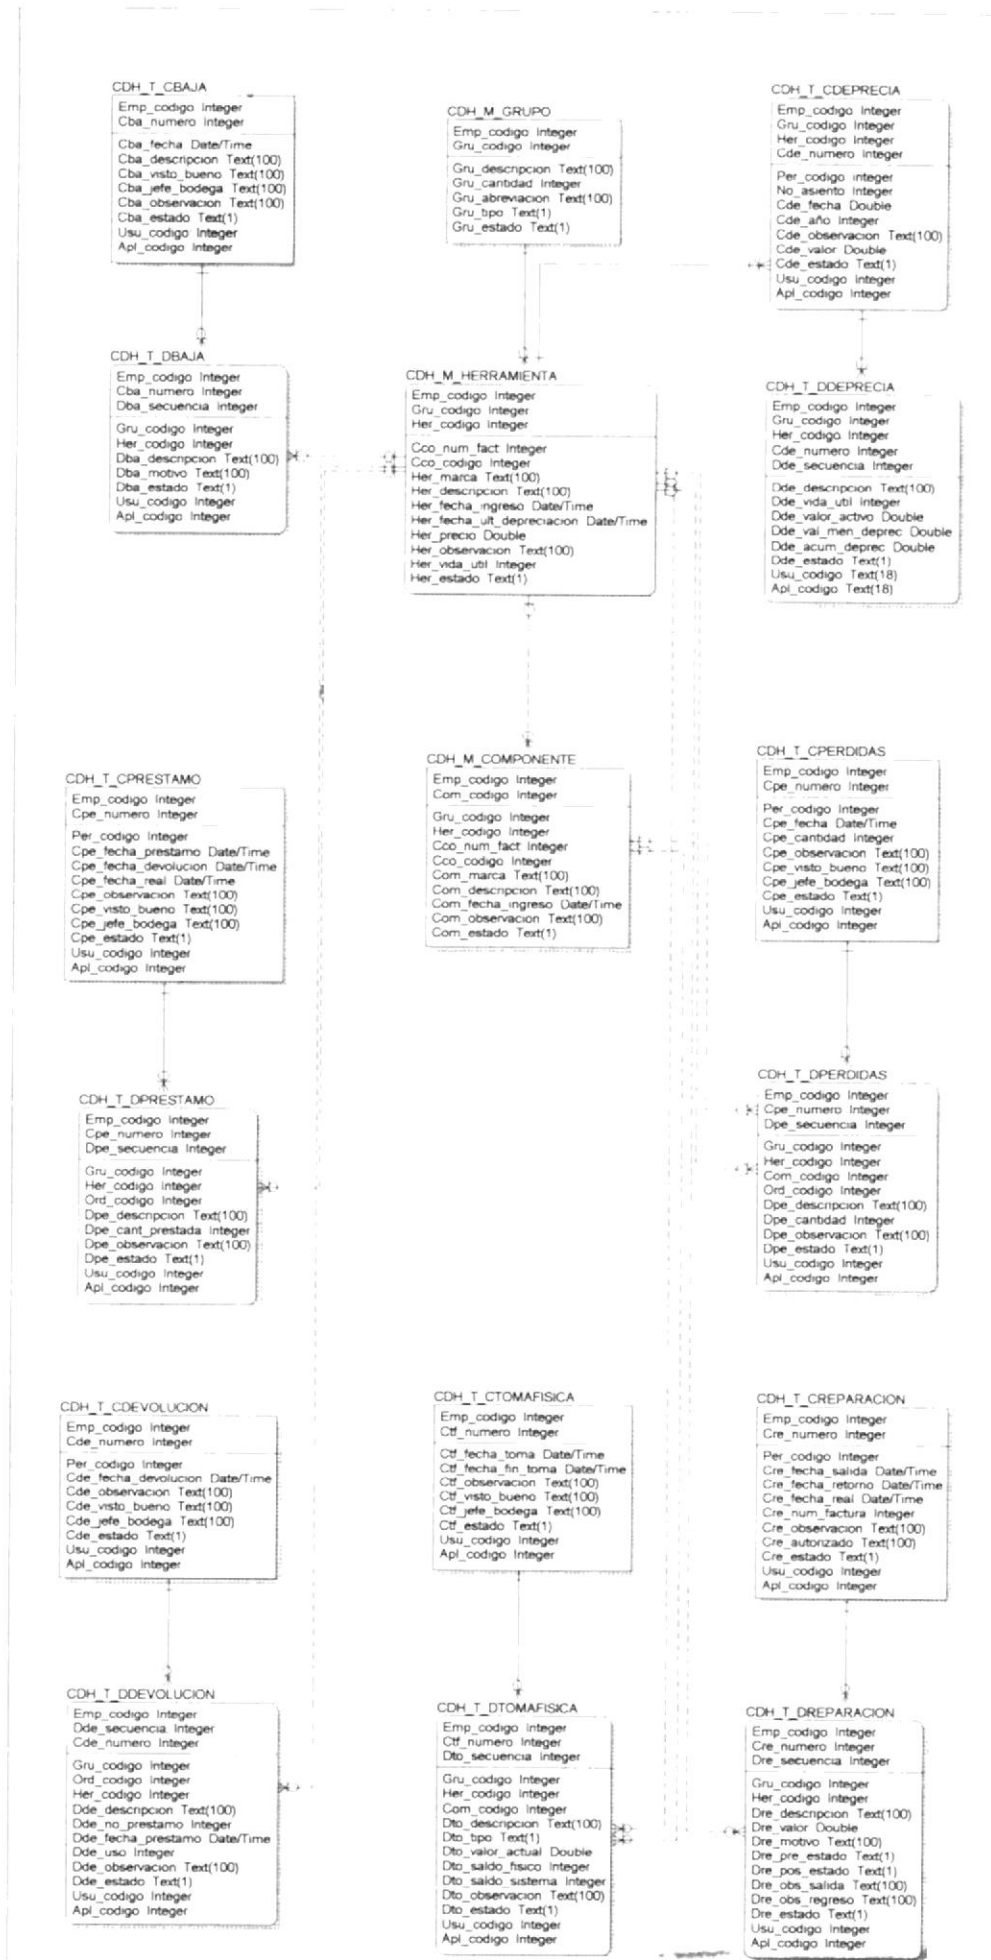 CDH_T_CBAJA
Emp_codigo Integer
Cba_numero Integer
Cba_fecha Date/Time
Cba_descripcion Text(100)
Cba_visto_bueno Text(100)
Cba_jefe_bodega Text(100)
Cba_observacion Text(100)
Cba_estado Text(1)
Usu_codigo Integer
Apl_codigo Integer
CDH_M_GRUPO
Emp_codigo Integer
Gru_codigo Integer
Gru_descripcion Text(100)
Gru_cantidad Integer
Gru_abreviacion Text(100)
Gru_tipo Text(1)
Gru_estado Text(1)
CDH_T_CDEPRECIA
Emp_codigo Integer
Gru_codigo Integer
Her_codigo Integer
Cde_numero Integer
Per_codigo Integer
No_asiento Integer
Cde_fecha Double
Cde_año Integer
Cde_observacion Text(100)
Cde_valor Double
Cde_estado Text(1)
Usu_codigo Integer
Apl_codigo Integer
CDH_T_DBAJA
Emp_codigo Integer
Cba_numero Integer
Dba_secuencia Integer
Gru_codigo Integer
Her_codigo Integer
Dba_descripcion Text(100)
Dba_motivo Text(100)
Dba_estado Text(1)
Usu_codigo Integer
Apl_codigo Integer
CDH_M_HERRAMIENTA
Emp_codigo Integer
Gru_codigo Integer
Her_codigo Integer
Cco_num_fact Integer
Cco_codigo Integer
Her_marca Text(100)
Her_descripcion Text(100)
Her_fecha_ingreso Date/Time
Her_fecha_ult_depreciacion Date/Time
Her_precio Double
Her_observacion Text(100)
Her_vida_util Integer
Her_estado Text(1)
CDH_T_DDEPRECIA
Emp_codigo Integer
Gru_codigo Integer
Her_codigo Integer
Cde_numero Integer
Dde_secuencia Integer
Dde_descripcion Text(100)
Dde_vida_util Integer
Dde_valor_activo Double
Dde_val_men_deprec Double
Dde_acum_deprec Double
Dde_estado Text(1)
Usu_codigo Text(18)
Apl_codigo Text(18)
CDH_T_CPRESTAMO
Emp_codigo Integer
Cpe_numero Integer
Per_codigo Integer
Cpe_fecha_prestamo Date/Time
Cpe_fecha_devolucion Date/Time
Cpe_fecha_real Date/Time
Cpe_observacion Text(100)
Cpe_visto_bueno Text(100)
Cpe_jefe_bodega Text(100)
Cpe_estado Text(1)
Usu_codigo Integer
Apl_codigo Integer
CDH_M_COMPONENTE
Emp_codigo Integer
Com_codigo Integer
Gru_codigo Integer
Her_codigo Integer
Cco_num_fact Integer
Cco_codigo Integer
Com_marca Text(100)
Com_descripcion Text(100)
Com_fecha_ingreso Date/Time
Com_observacion Text(100)
Com_estado Text(1)
CDH_T_CPERDIDAS
Emp_codigo Integer
Cpe_numero Integer
Per_codigo Integer
Cpe_fecha Date/Time
Cpe_cantidad Integer
Cpe_observacion Text(100)
Cpe_visto_bueno Text(100)
Cpe_jefe_bodega Text(100)
Cpe_estado Text(1)
Usu_codigo Integer
Apl_codigo Integer
CDH_T_DPRESTAMO
Emp_codigo Integer
Cpe_numero Integer
Dpe_secuencia Integer
Gru_codigo Integer
Her_codigo Integer
Ord_codigo Integer
Dpe_descripcion Text(100)
Dpe_cant_prestada Integer
Dpe_observacion Text(100)
Dpe_estado Text(1)
Usu_codigo Integer
Apl_codigo Integer
CDH_T_DPERDIDAS
Emp_codigo Integer
Cpe_numero Integer
Dpe_secuencia Integer
Gru_codigo Integer
Her_codigo Integer
Com_codigo Integer
Ord_codigo Integer
Dpe_descripcion Text(100)
Dpe_cantidad Integer
Dpe_observacion Text(100)
Dpe_estado Text(1)
Usu_codigo Integer
Apl_codigo Integer
CDH_T_CDEVOLUCION
Emp_codigo Integer
Cde_numero Integer
Per_codigo Integer
Cde_fecha_devolucion Date/Time
Cde_observacion Text(100)
Cde_visto_bueno Text(100)
Cde_jefe_bodega Text(100)
Cde_estado Text(1)
Usu_codigo Integer
Apl_codigo Integer
CDH_T_CTOMAFISICA
Emp_codigo Integer
Ctf_numero Integer
Ctf_fecha_toma Date/Time
Ctf_fecha_fin_toma Date/Time
Ctf_observacion Text(100)
Ctf_visto_bueno Text(100)
Ctf_jefe_bodega Text(100)
Ctf_estado Text(1)
Usu_codigo Integer
Apl_codigo Integer
CDH_T_CREPARACION
Emp_codigo Integer
Cre_numero Integer
Per_codigo Integer
Cre_fecha_salida Date/Time
Cre_fecha_retorno Date/Time
Cre_fecha_real Date/Time
Cre_num_factura Integer
Cre_observacion Text(100)
Cre_autorizado Text(100)
Cre_estado Text(1)
Usu_codigo Integer
Apl_codigo Integer
CDH_T_DDEVOLUCION
Emp_codigo Integer
Dde_secuencia Integer
Cde_numero Integer
Gru_codigo Integer
Ord_codigo Integer
Her_codigo Integer
Dde_descripcion Text(100)
Dde_no_prestamo Integer
Dde_fecha_prestamo Date/Time
Dde_uso Integer
Dde_observacion Text(100)
Dde_estado Text(1)
Usu_codigo Integer
Apl_codigo Integer
CDH_T_DTOMAFISICA
Emp_codigo Integer
Ctf_numero Integer
Dto_secuencia Integer
Gru_codigo Integer
Her_codigo Integer
Com_codigo Integer
Dto_descripcion Text(100)
Dto_tipo Text(1)
Dto_valor_actual Double
Dto_saldo_fisico Integer
Dto_saldo_sistema Integer
Dto_observacion Text(100)
Dto_estado Text(1)
Usu_codigo Integer
Apl_codigo Integer
CDH_T_DREPARACION
Emp_codigo Integer
Cre_numero Integer
Dre_secuencia Integer
Gru_codigo Integer
Her_codigo Integer
Dre_descripcion Text(100)
Dre_valor Double
Dre_motivo Text(100)
Dre_pre_estado Text(1)
Dre_pos_estado Text(1)
Dre_obs_salida Text(100)
Dre_obs_regreso Text(100)
Dre_estado Text(1)
Usu_codigo Integer
Apl_codigo Integer